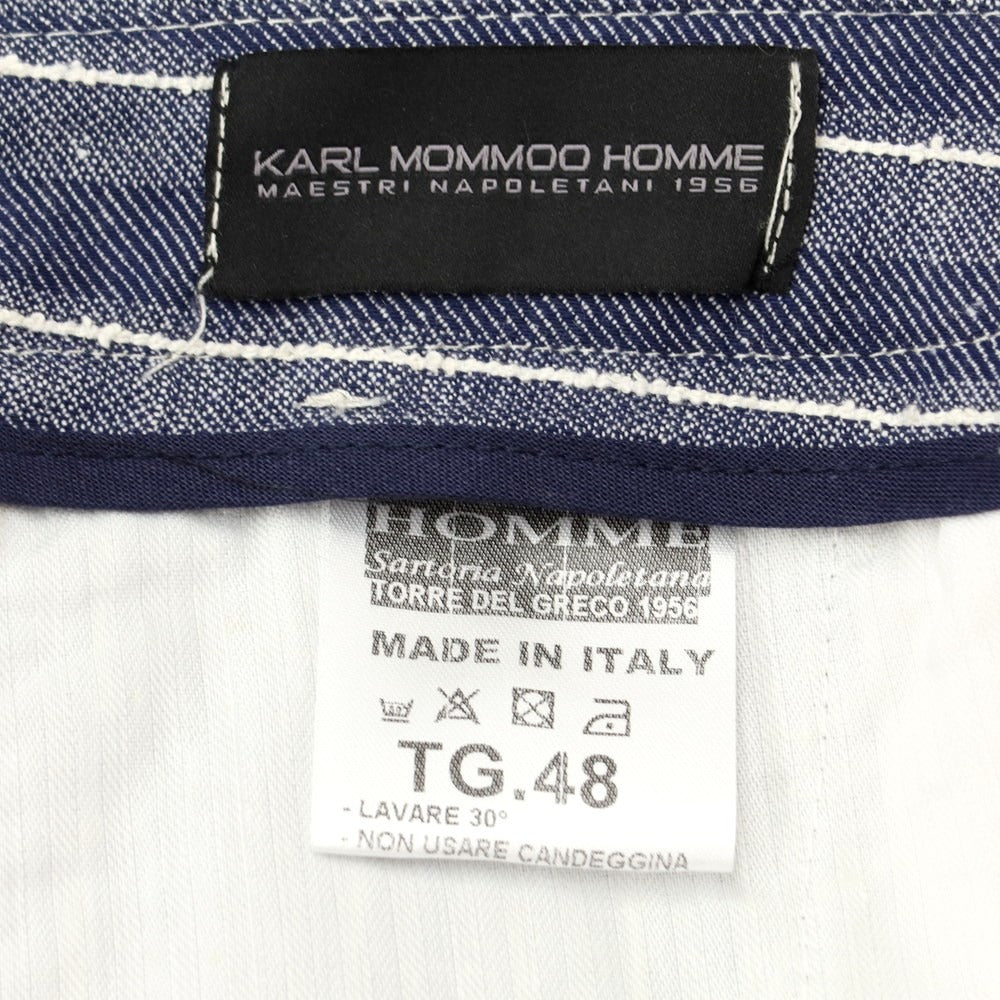 KARL MOMMOO HOMME
MAESTRI NAPOLETANI 1956
HOMME
Sartoria Napoletana
TORRE DEL GRECO 1956
MADE IN ITALY
TG.48
- LAVARE 30°
- NON USARE CANDEGGINA